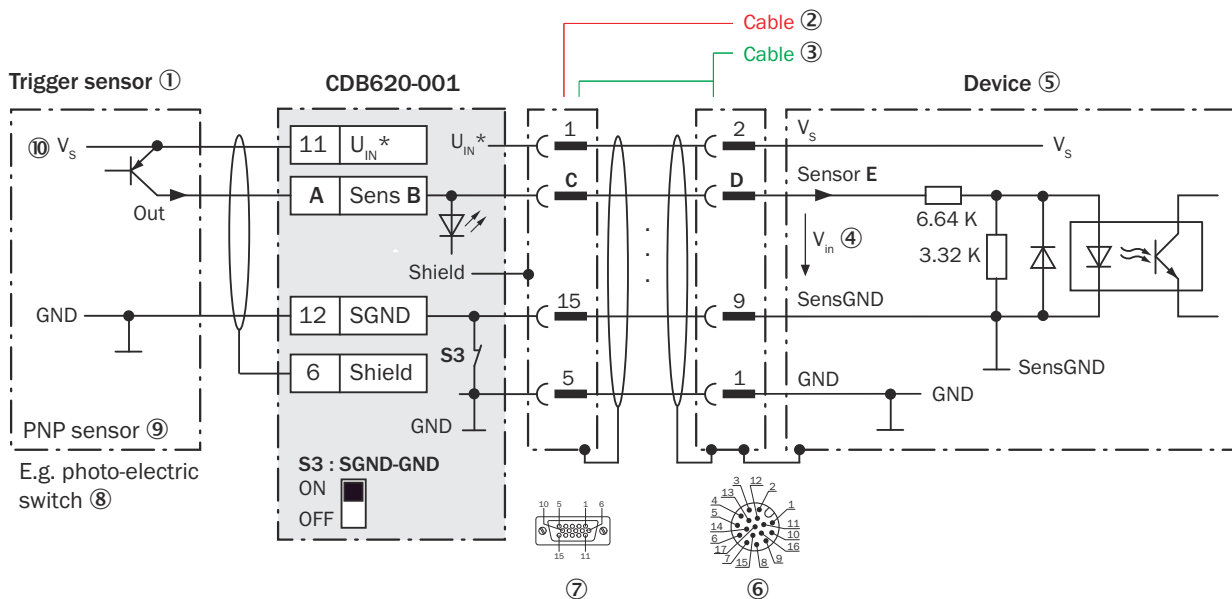 Cable ②
Cable ③
Trigger sensor ①
CDB620-001
Device ⑤
⑩ Vs
11 UIN*
UIN*
1
2
Vs
Vs
A Sens B
C
D
Sensor E
Out
6.64 K
3.32 K
Vin ④
Shield
GND
12 SGND
15
9
SensGND
S3
6 Shield
5
1
GND
GND
SensGND
GND
PNP sensor ⑨
E.g. photo-electric
switch ⑧
S3 : SGND-GND
ON
OFF
10 5 1 6
15 11
⑦
3 12 2
13
4 1
5 11
14 10
6 16
17 9
7 15 8
⑥